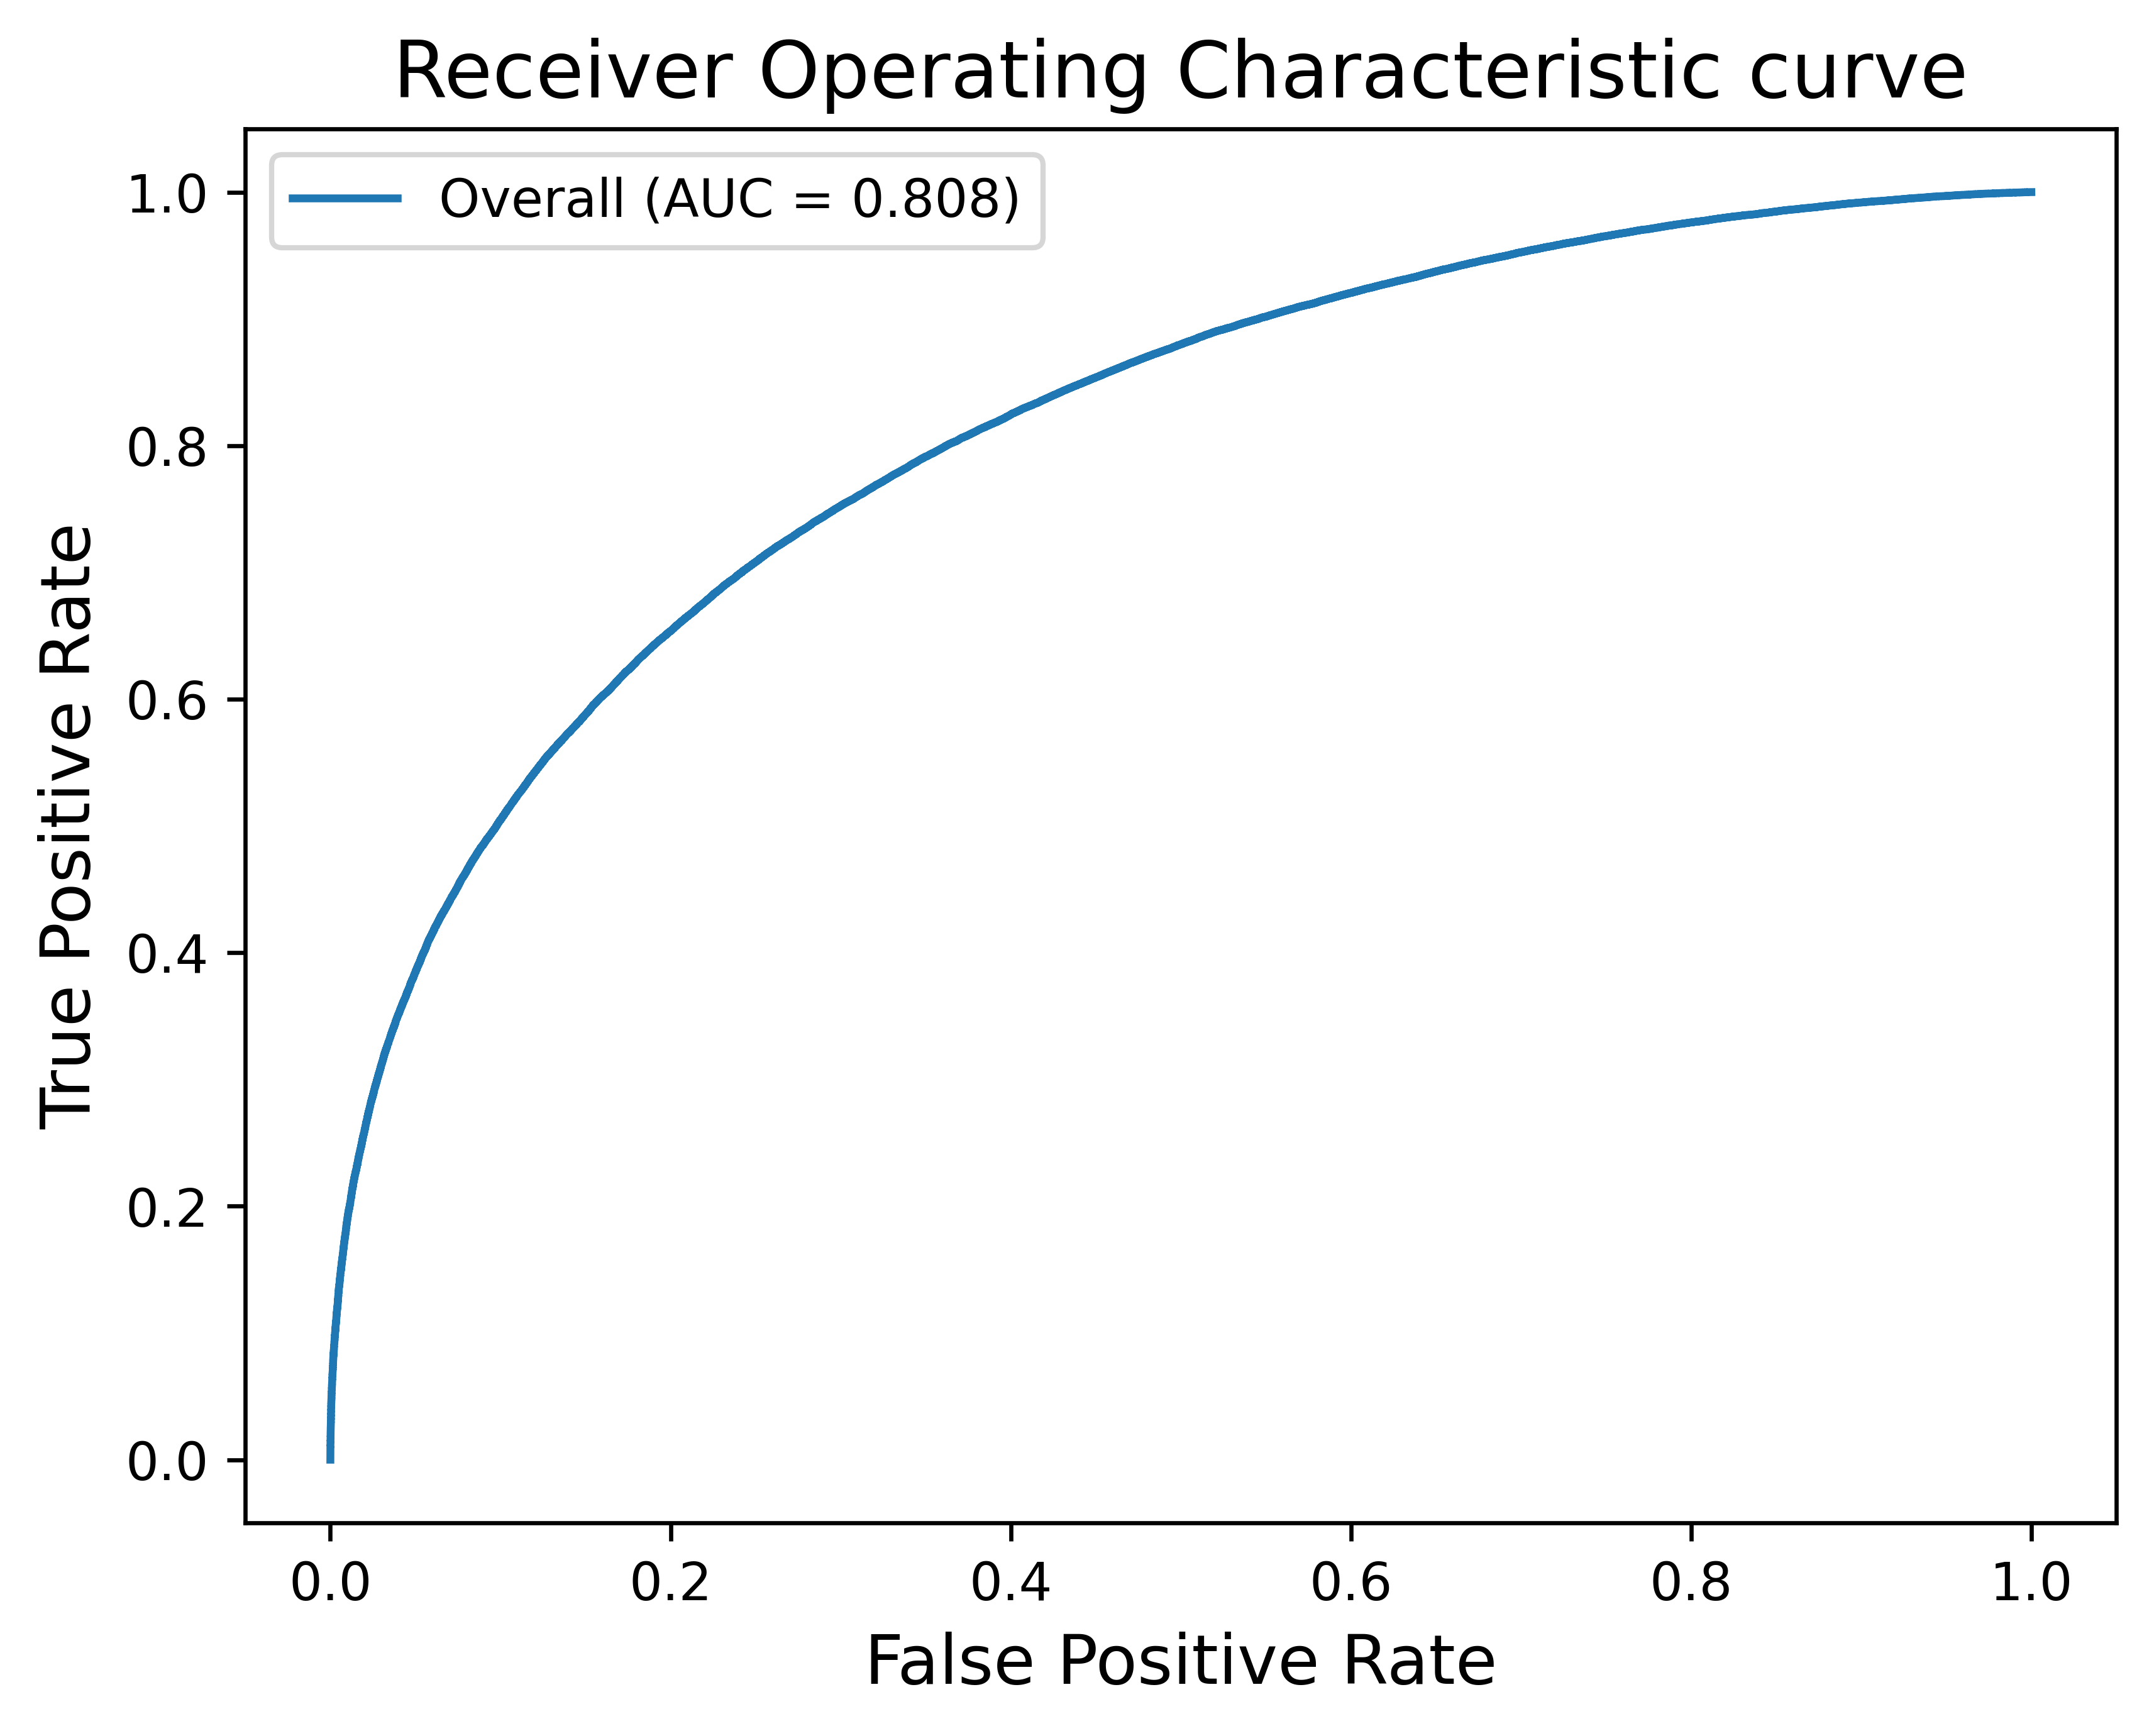 Receiver Operating Characteristic curve
Overall (AUC = 0.808)
True Positive Rate
1.0
0.8
0.6
0.4
0.2
0.0
0.0 0.2 0.4 0.6 0.8 1.0
False Positive Rate